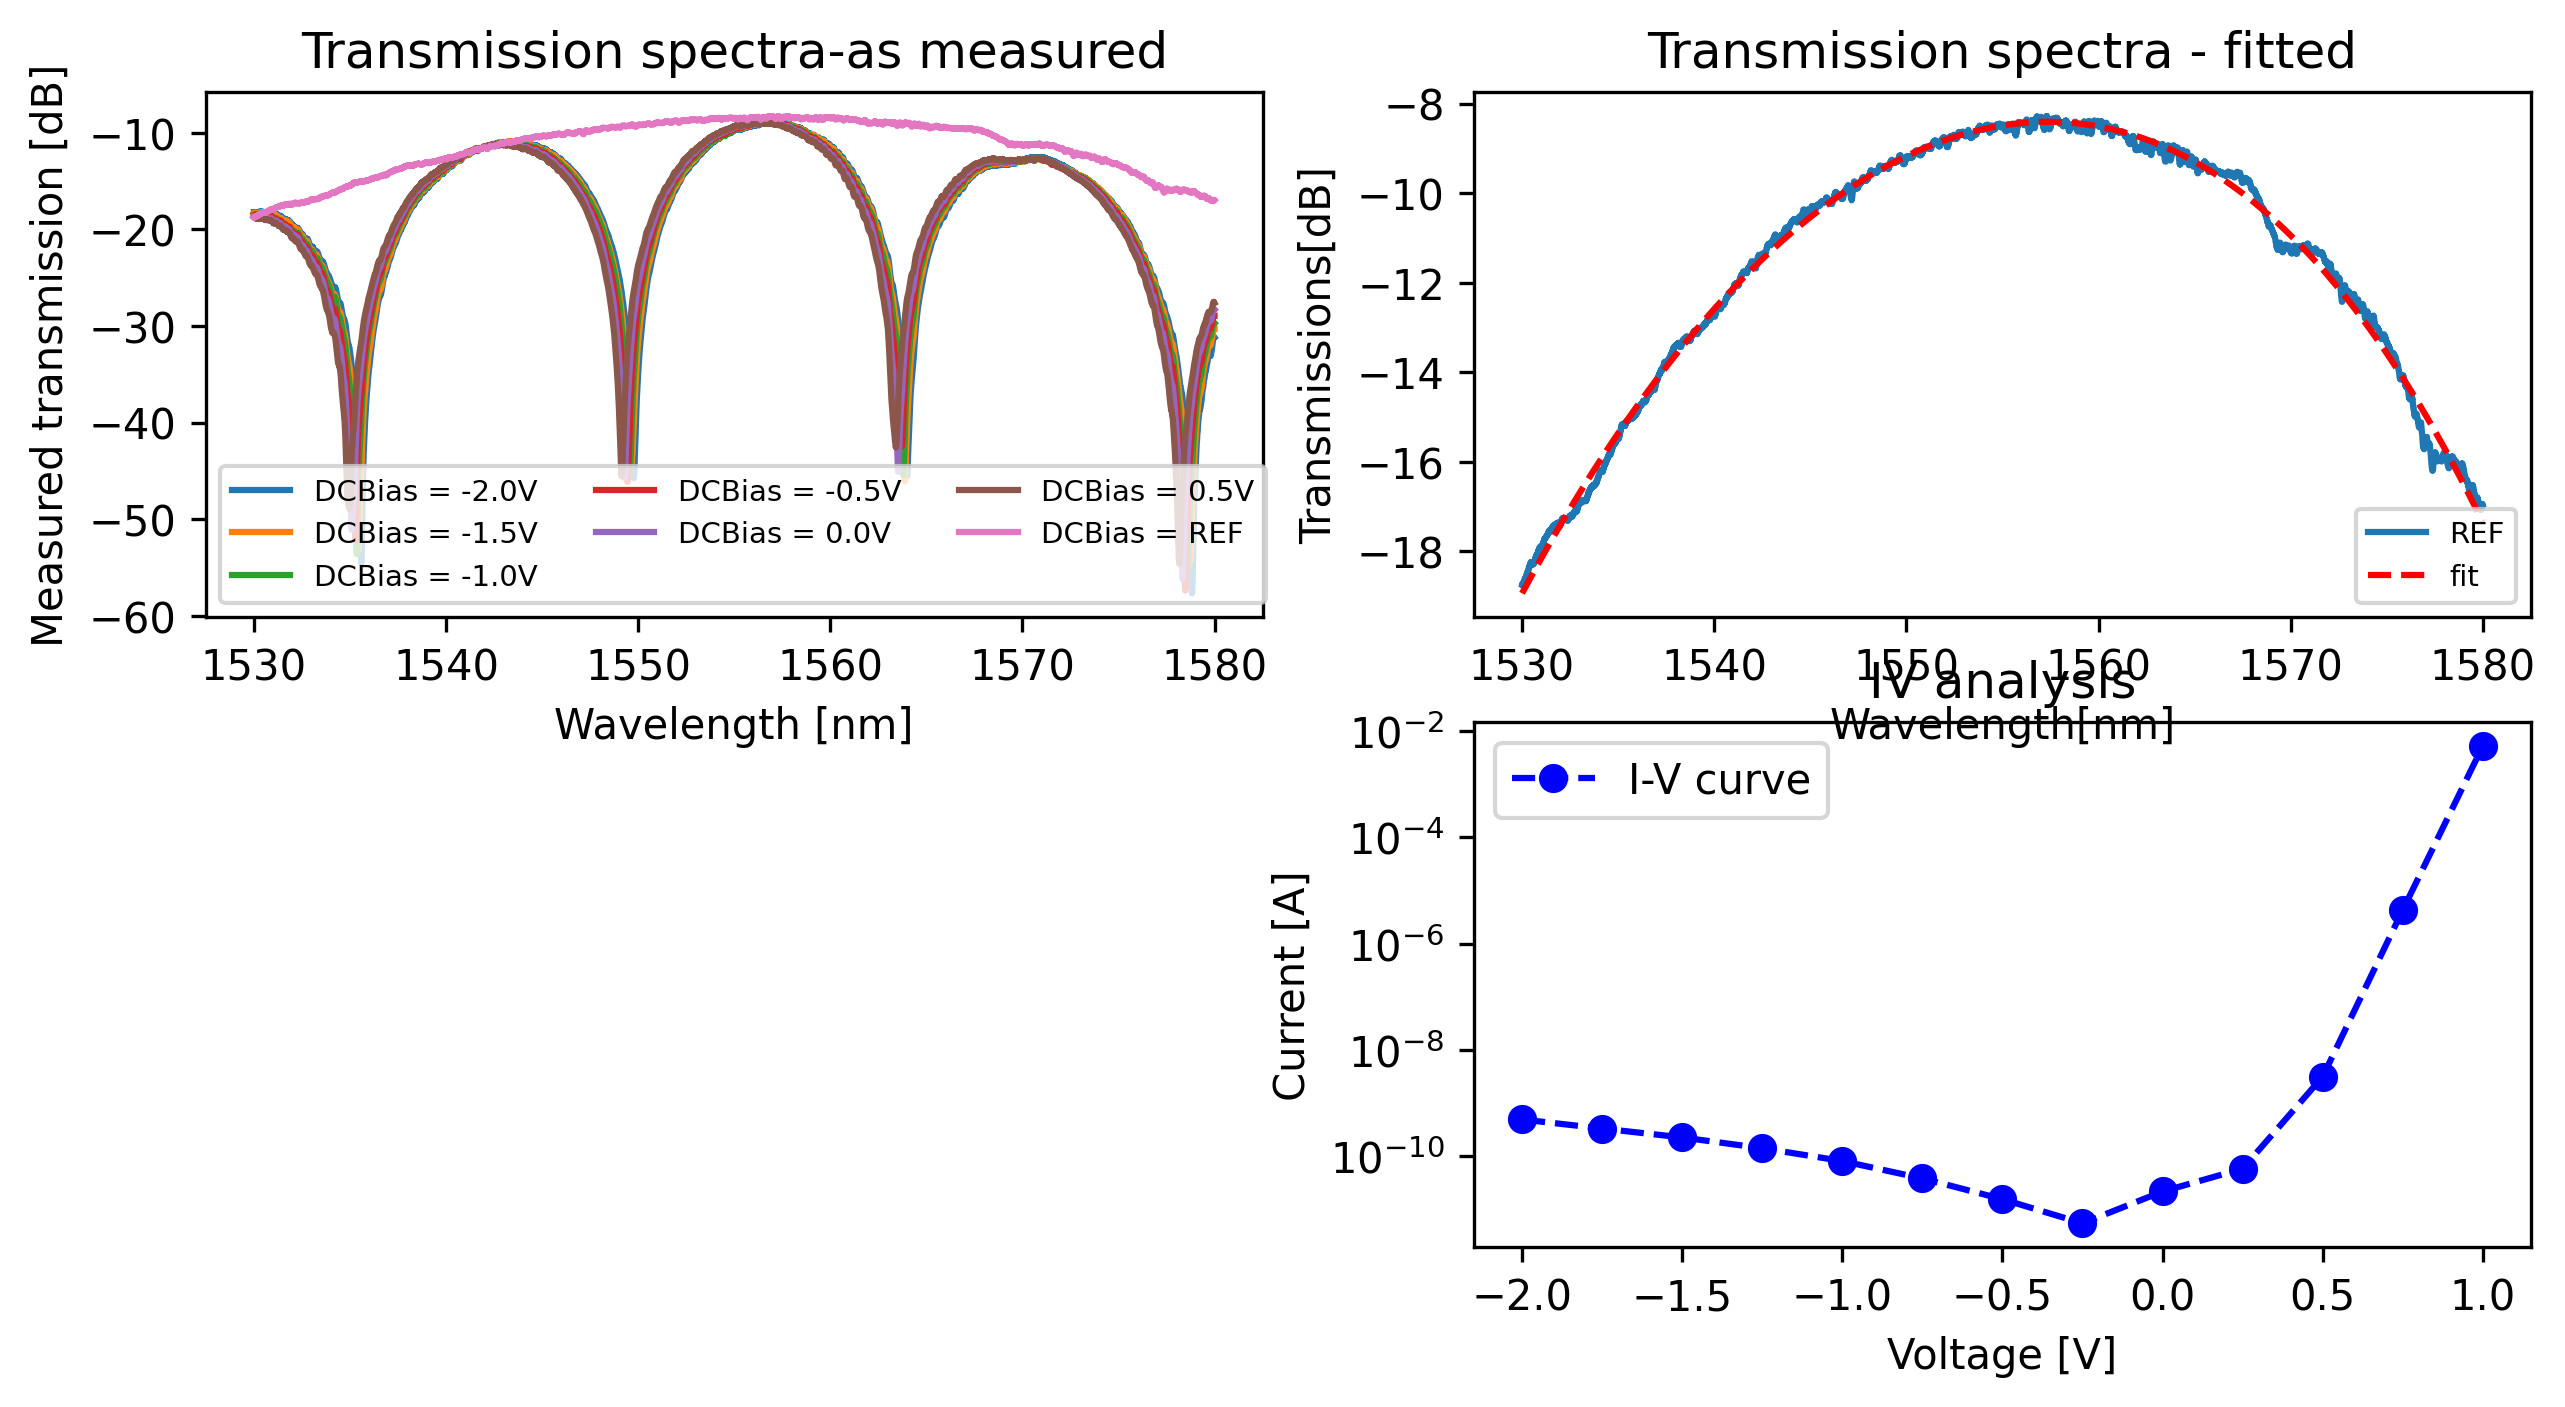 Transmission spectra-as measured
Measured transmission [dB]
−10
−20
−30
−40
−50
−60
DCBias = -2.0V
DCBias = -1.5V
DCBias = -1.0V
DCBias = -0.5V
DCBias = 0.0V
DCBias = 0.5V
DCBias = REF
1530 1540 1550 1560 1570 1580
Wavelength [nm]
Transmission spectra - fitted
Transmissions[dB]
−8
−10
−12
−14
−16
−18
REF
fit
1530 1540 1550 1560 1570 1580
Wavelength[nm]
IV analysis
Current [A]
10⁻²
10⁻⁴
10⁻⁶
10⁻⁸
10⁻¹⁰
I-V curve
−2.0 −1.5 −1.0 −0.5 0.0 0.5 1.0
Voltage [V]